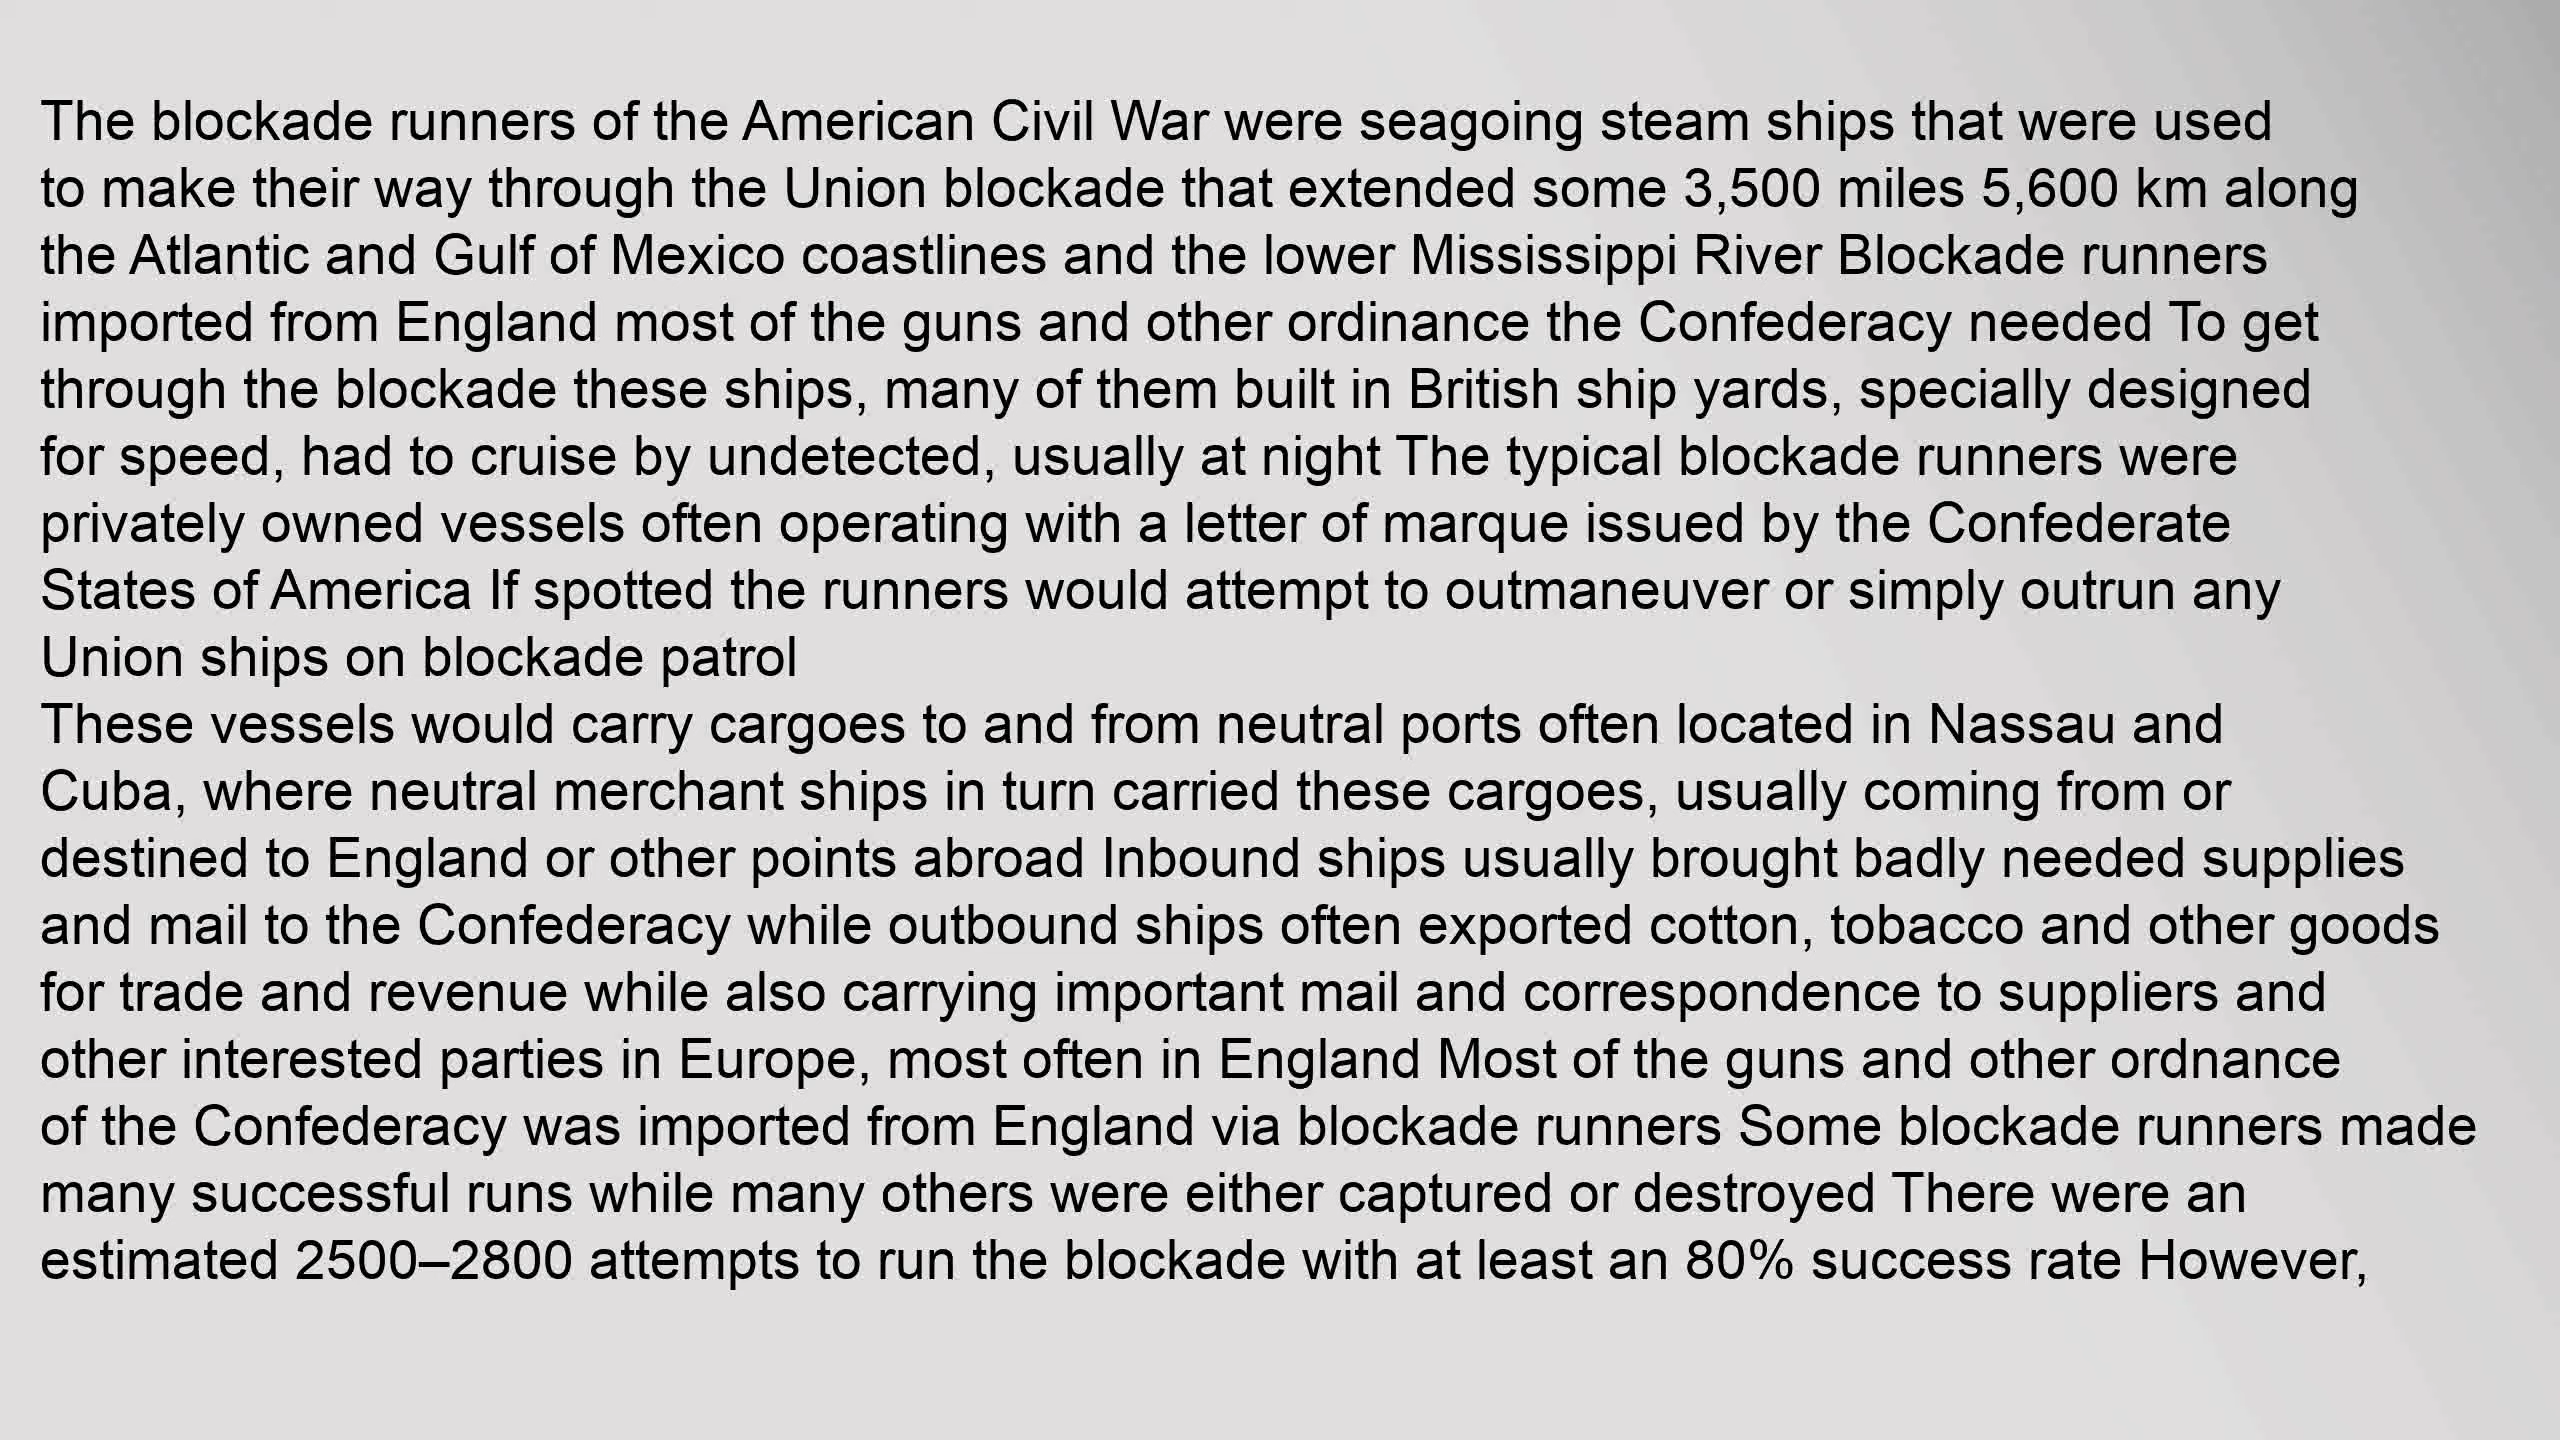 The blockade runners of the American Civil War were seagoing steam ships that were used
to make their way through the Union blockade that extended some 3,500 miles 5,600 km along
the Atlantic and Gulf of Mexico coastlines and the lower Mississippi River Blockade runners
imported from England most of the guns and other ordinance the Confederacy needed To get
through the blockade these ships, many of them built in British ship yards, specially designed
for speed, had to cruise by undetected, usually at night The typical blockade runners were
privately owned vessels often operating with a letter of marque issued by the Confederate
States of America If spotted the runners would attempt to outmaneuver or simply outrun any
Union ships on blockade patrol
These vessels would carry cargoes to and from neutral ports often located in Nassau and
Cuba, where neutral merchant ships in turn carried these cargoes, usually coming from or
destined to England or other points abroad Inbound ships usually brought badly needed supplies
and mail to the Confederacy while outbound ships often exported cotton, tobacco and other goods
for trade and revenue while also carrying important mail and correspondence to suppliers and
other interested parties in Europe, most often in England Most of the guns and other ordnance
of the Confederacy was imported from England via blockade runners Some blockade runners made
many successful runs while many others were either captured or destroyed There were an
estimated 2500–2800 attempts to run the blockade with at least an 80% success rate However,